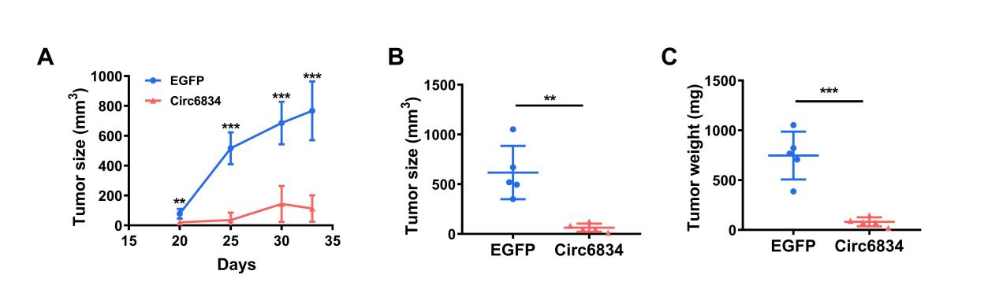 A
Tumor size (mm³)
1000
800
600
400
200
0
EGFP
Circ6834
**
***
***
***
15
20
25
30
35
Days
B
Tumor size (mm³)
1500
1000
500
0
**
EGFP
Circ6834
C
Tumor weight (mg)
1500
1000
500
0
***
EGFP
Circ6834